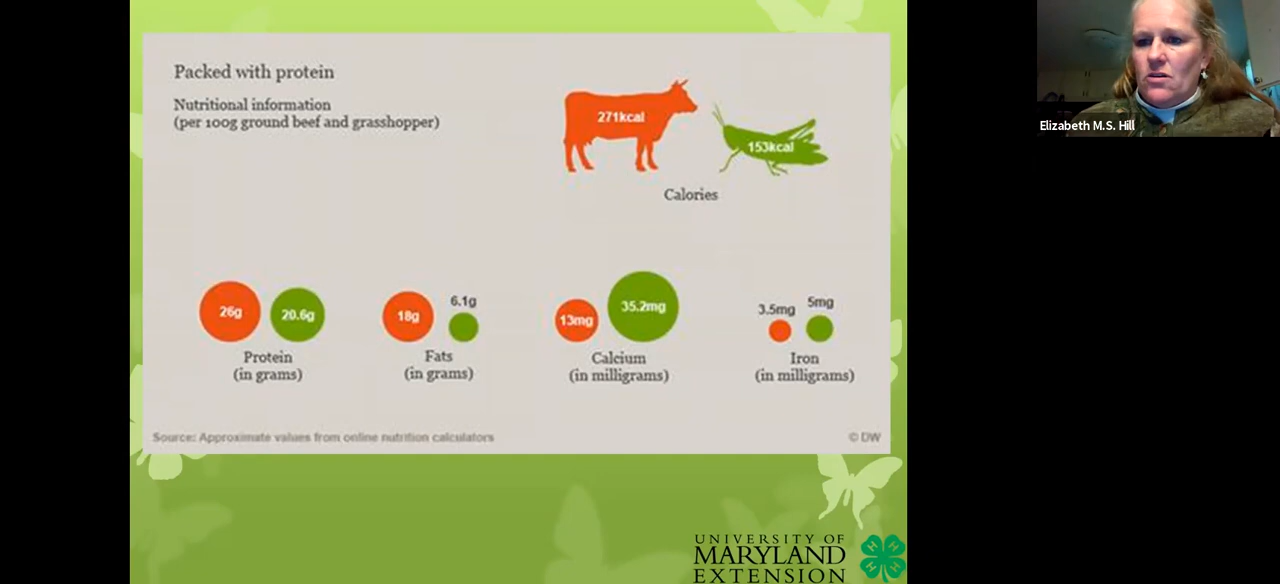 Packed with protein
Nutritional information
(per 100g ground beef and grasshopper)
271kcal
153kcal
Calories
26g
20.6g
Protein
(in grams)
18g
6.1g
Fats
(in grams)
13mg
35.2mg
Calcium
(in milligrams)
3.5mg
5mg
Iron
(in milligrams)
Source: Approximate values from online nutrition calculators
© DW
UNIVERSITY OF
MARYLAND
EXTENSION
H H H H
Elizabeth M.S. Hill